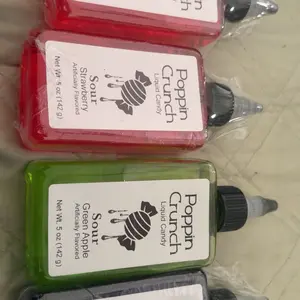 Poppin
Crunch
Liquid Candy
Sour
Strawberry
Artificially Flavored
Net Wt. 5 oz (142 g)
Poppin
Crunch
Liquid Candy
Sour
Green Apple
Artificially Flavored
Net Wt. 5 oz (142 g)